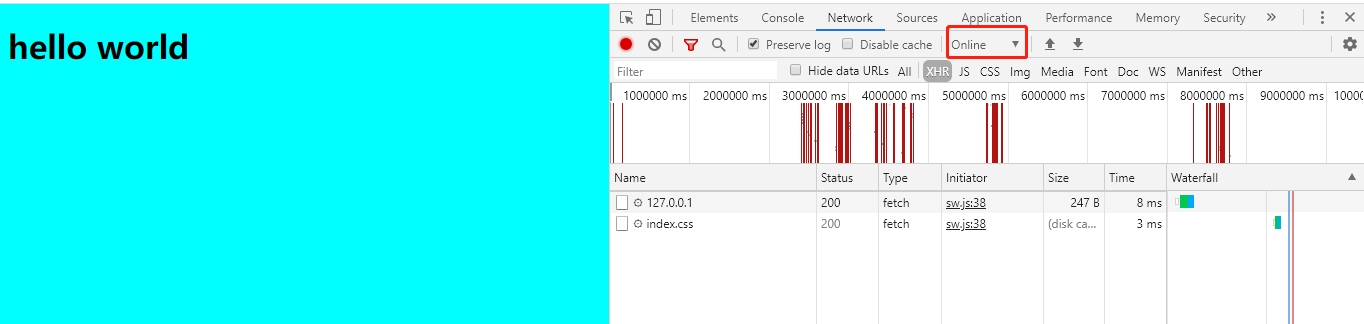 hello world
Elements Console Network Sources Application Performance Memory Security »
Preserve log Disable cache Online
Filter Hide data URLs All XHR JS CSS Img Media Font Doc WS Manifest Other
1000000 ms 2000000 ms 3000000 ms 4000000 ms 5000000 ms 6000000 ms 7000000 ms 8000000 ms 9000000 ms 10000
Name Status Type Initiator Size Time Waterfall
127.0.0.1 200 fetch sw.js:38 247 B 8 ms
index.css 200 fetch sw.js:38 (disk ca... 3 ms